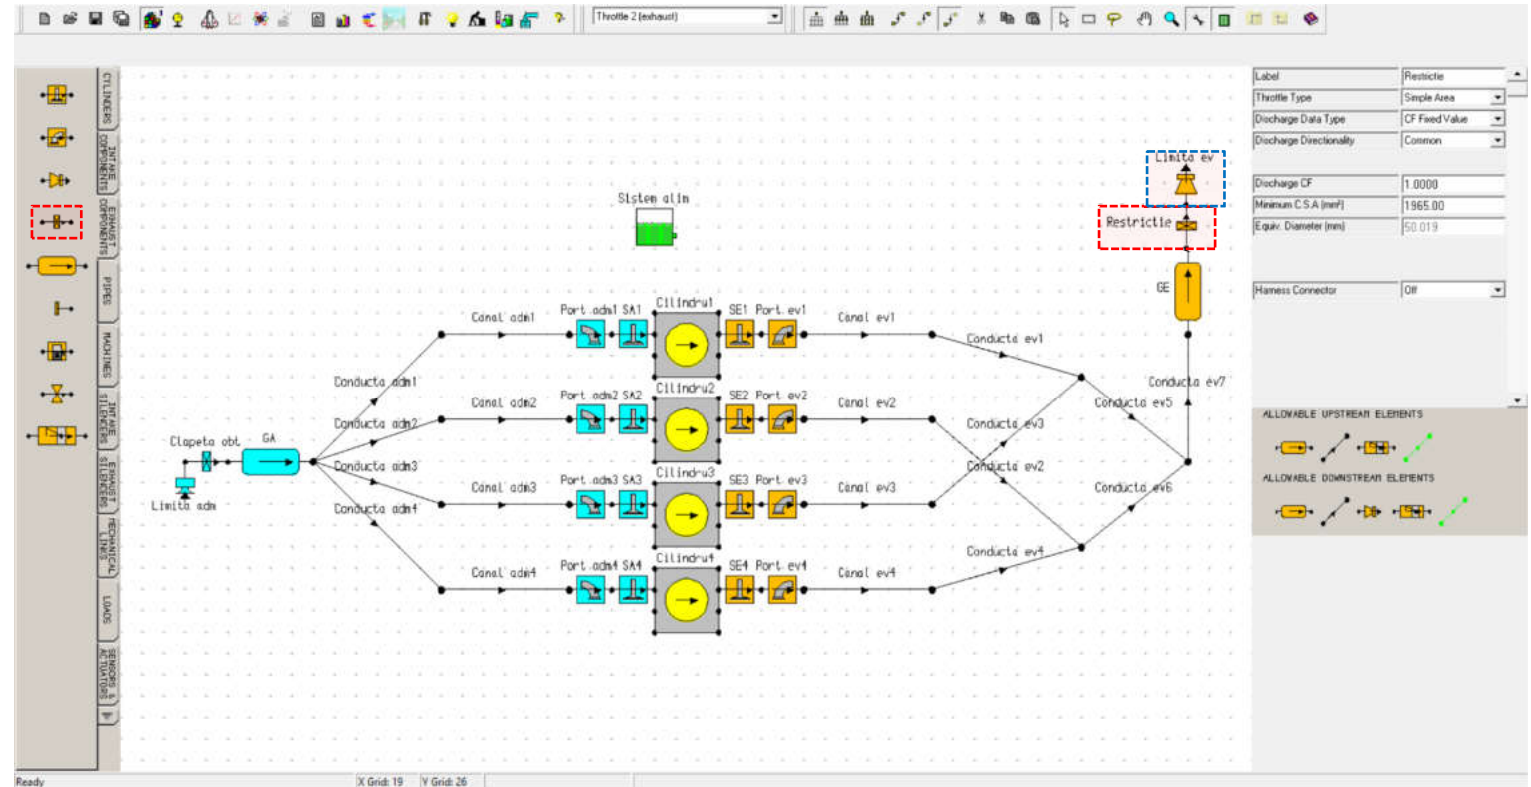 Throttle 2 (exhaust)
CYLINDERS
INTAKE COMPONENTS
EXHAUST COMPONENTS
PIPES
MACHINES
INTAKE SILENCERS
EXHAUST SILENCERS
MECHANICAL LINKS
LOADS
SENSORS & ACTUATORS
Limita ev
Restrictie
GE
Sistem alim
Canal adm1
Port adm1 SA1
Cilindru1
SE1 Port ev1
Canal ev1
Conducta ev1
Conducta adm1
Conducta ev7
Canal adm2
Port adm2 SA2
Cilindru2
SE2 Port ev2
Canal ev2
Conducta ev5
Conducta adm2
Conducta ev3
Clapeta obt
GA
Conducta adm3
Conducta ev2
Canal adm3
Port adm3 SA3
Cilindru3
SE3 Port ev3
Canal ev3
Conducta ev6
Limita adm
Conducta adm4
Conducta ev4
Canal adm4
Port adm4 SA4
Cilindru4
SE4 Port ev4
Canal ev4
Label Restrictie
Throttle Type Simple Area
Discharge Data Type CF Fixed Value
Discharge Directionality Common
Discharge CF 1.0000
Minimum C.S.A (mm²) 1965.00
Equiv. Diameter (mm) 50.019
Harness Connector Off
ALLOWABLE UPSTREAM ELEMENTS
ALLOWABLE DOWNSTREAM ELEMENTS
Ready
X Grid: 19
Y Grid: 26